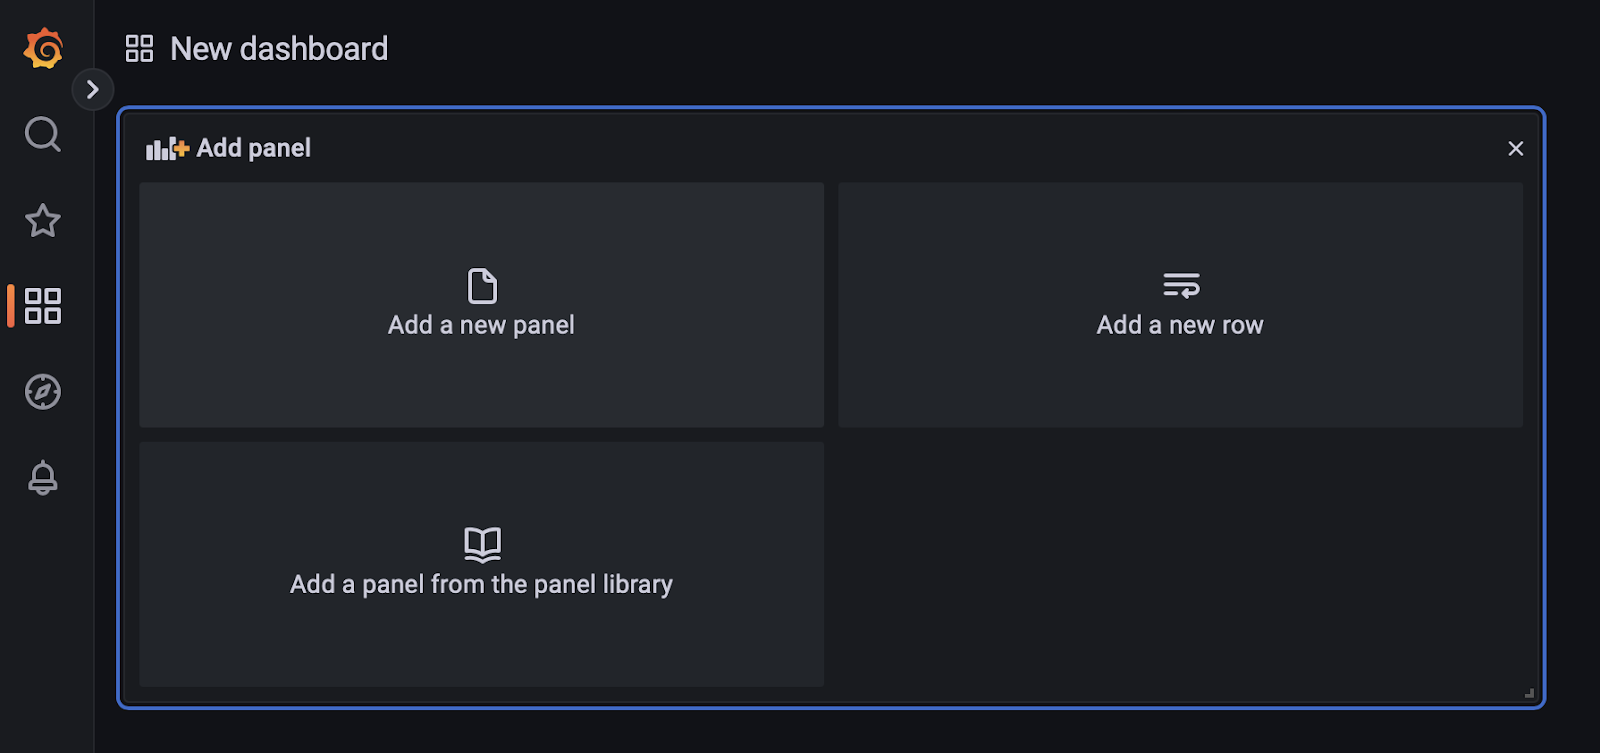 New dashboard
Add panel
Add a new panel
Add a new row
Add a panel from the panel library